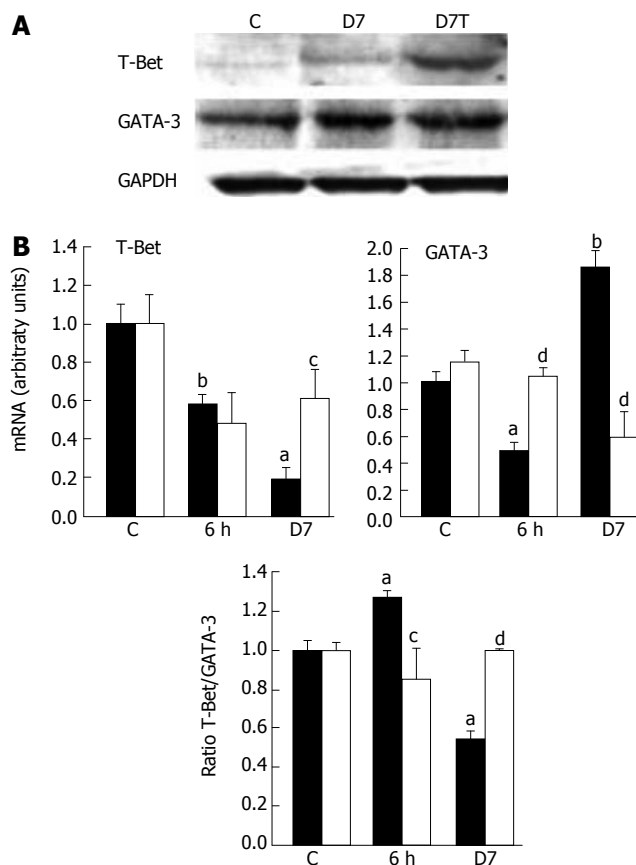 A
C D7 D7T
T-Bet
GATA-3
GAPDH
B
mRNA (arbitraty units)
T-Bet
1.4
1.2
1.0
0.8
0.6
0.4
0.2
0.0
b
a
c
C 6 h D7
GATA-3
2.0
1.8
1.6
1.4
1.2
1.0
0.8
0.6
0.4
0.2
0.0
a
d
b
d
C 6 h D7
Ratio T-Bet/GATA-3
1.4
1.2
1.0
0.8
0.6
0.4
0.2
0.0
a
c
a
d
C 6 h D7